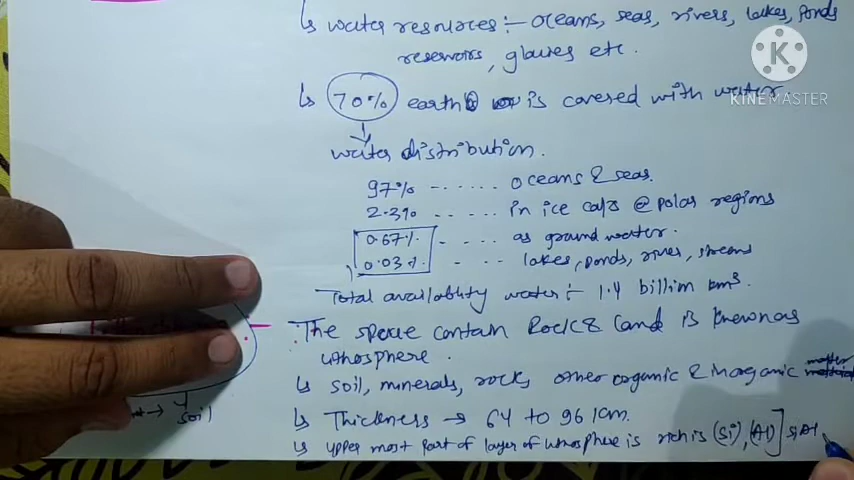 ↳ water resources :- oceans, seas, rivers, lakes, ponds
reservoirs, glaciers etc.
↳ 70% earth is covered with water
water distribution.
97% ------ oceans & seas.
2.3% ---- in ice caps @ polar regions
0.67% - ---- as ground water.
0.03%. - --- lakes, ponds, river, streams
Total availability water :- 1.4 billion km³.
The space contain Rock & land is known as
lithosphere.
↳ soil, minerals, rocks, other organic & inorganic
↳ Thickness → 64 to 96 km.
↳ upper most part of layer of lithosphere is rich is (Si), (Al)] SiAl
→ soil
K
KINEMASTER